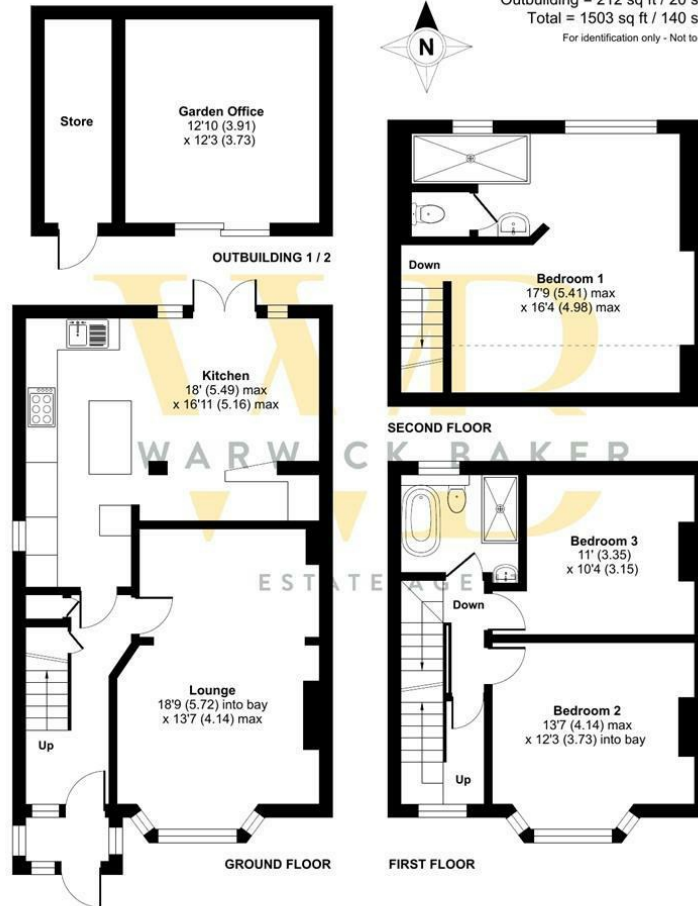 Outbuilding = 212 sq ft / 20 s
Total = 1503 sq ft / 140 s
For identification only - Not to
N
Store
Garden Office
12'10 (3.91)
x 12'3 (3.73)
OUTBUILDING 1 / 2
Down
Bedroom 1
17'9 (5.41) max
x 16'4 (4.98) max
SECOND FLOOR
Kitchen
18' (5.49) max
x 16'11 (5.16) max
WARWICK BAKER
ESTATE AGE
Bedroom 3
11' (3.35)
x 10'4 (3.15)
Down
Lounge
18'9 (5.72) into bay
x 13'7 (4.14) max
Up
Bedroom 2
13'7 (4.14) max
x 12'3 (3.73) into bay
Up
GROUND FLOOR
FIRST FLOOR